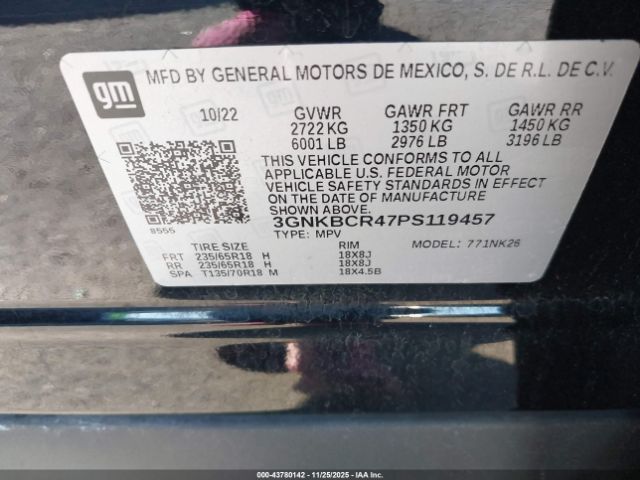 gm
MFD BY GENERAL MOTORS DE MEXICO, S. DE R.L. DE C.V.
10/22 GVWR GAWR FRT GAWR RR
2722 KG 1350 KG 1450 KG
6001 LB 2976 LB 3196 LB
THIS VEHICLE CONFORMS TO ALL
APPLICABLE U.S. FEDERAL MOTOR
VEHICLE SAFETY STANDARDS IN EFFECT
ON THE DATE OF MANUFACTURE
SHOWN ABOVE.
8555
3GNKBCR47PS119457
TYPE: MPV MODEL: 771NK26
TIRE SIZE RIM
FRT 235/65R18 H 18X8J
RR 235/65R18 H 18X8J
SPA T135/70R18 M 18X4.5B
000-43780142 - 11/25/2025 - IAAI.COM